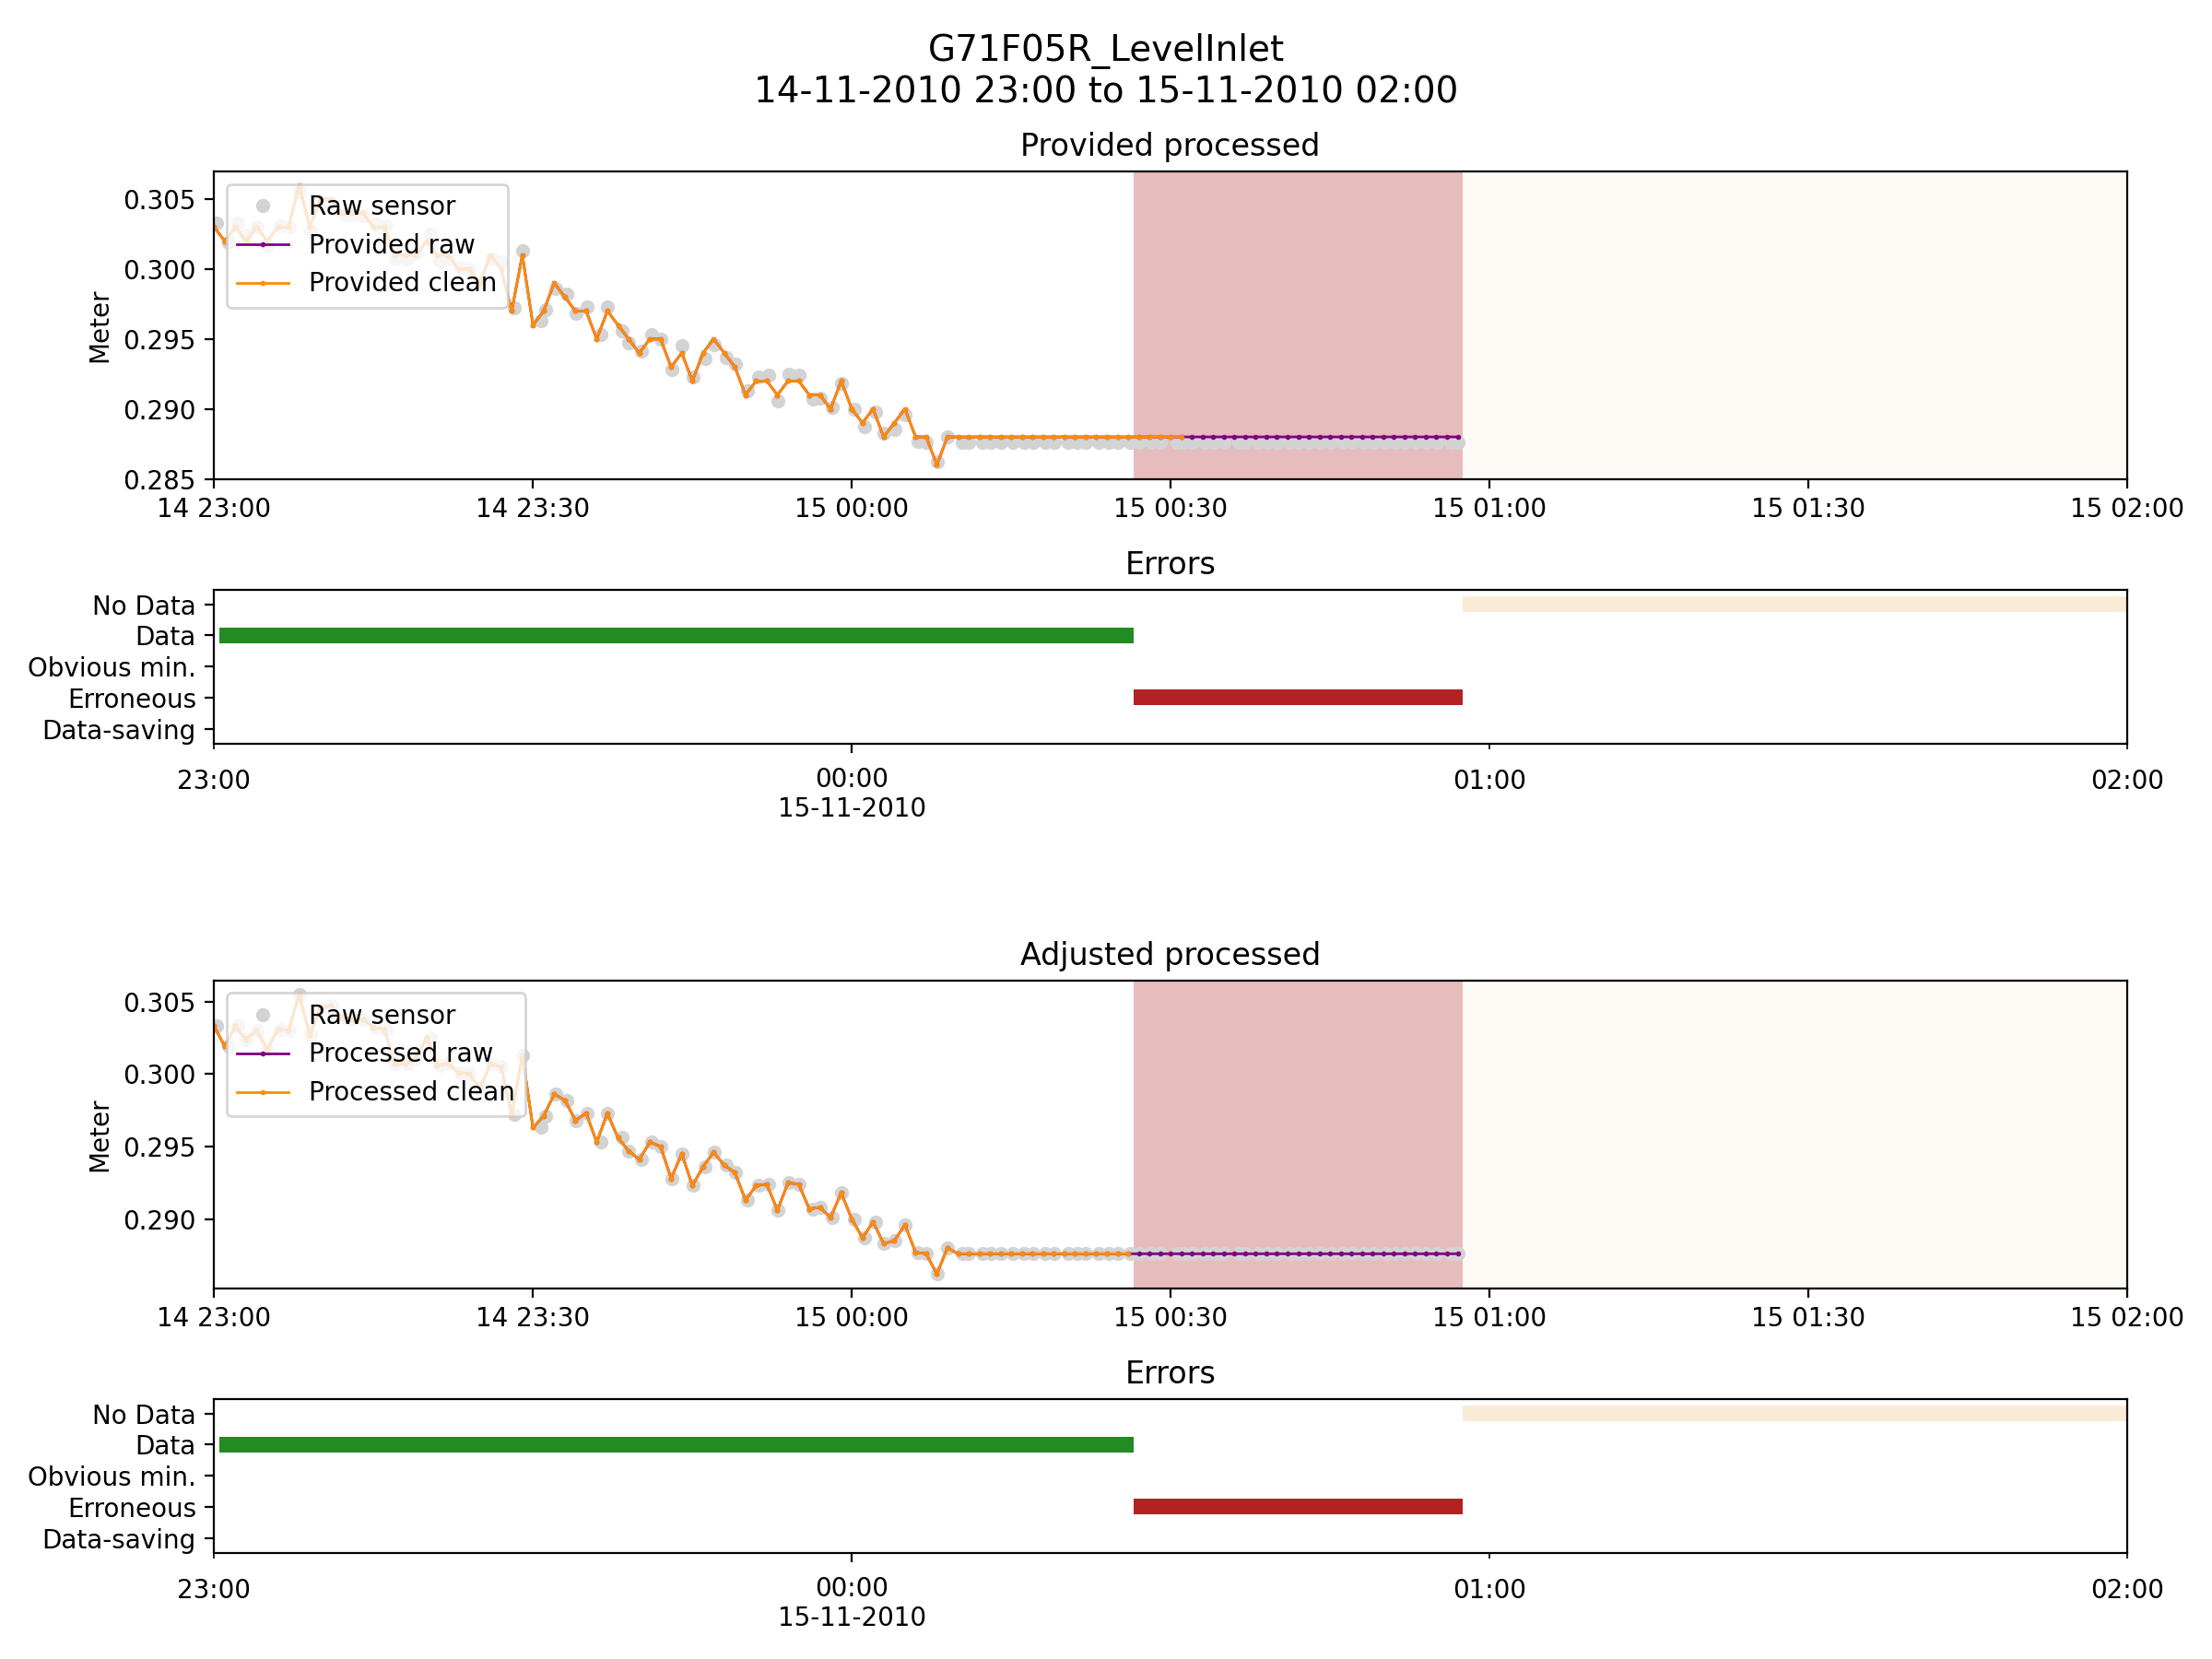 G71F05R_LevelInlet
14-11-2010 23:00 to 15-11-2010 02:00
Provided processed
Meter
0.305
0.300
0.295
0.290
0.285
Raw sensor
Provided raw
Provided clean
14 23:00 14 23:30 15 00:00 15 00:30 15 01:00 15 01:30 15 02:00
Errors
No Data
Data
Obvious min.
Erroneous
Data-saving
23:00 00:00 01:00 02:00
15-11-2010
Adjusted processed
Meter
0.305
0.300
0.295
0.290
Raw sensor
Processed raw
Processed clean
14 23:00 14 23:30 15 00:00 15 00:30 15 01:00 15 01:30 15 02:00
Errors
No Data
Data
Obvious min.
Erroneous
Data-saving
23:00 00:00 01:00 02:00
15-11-2010